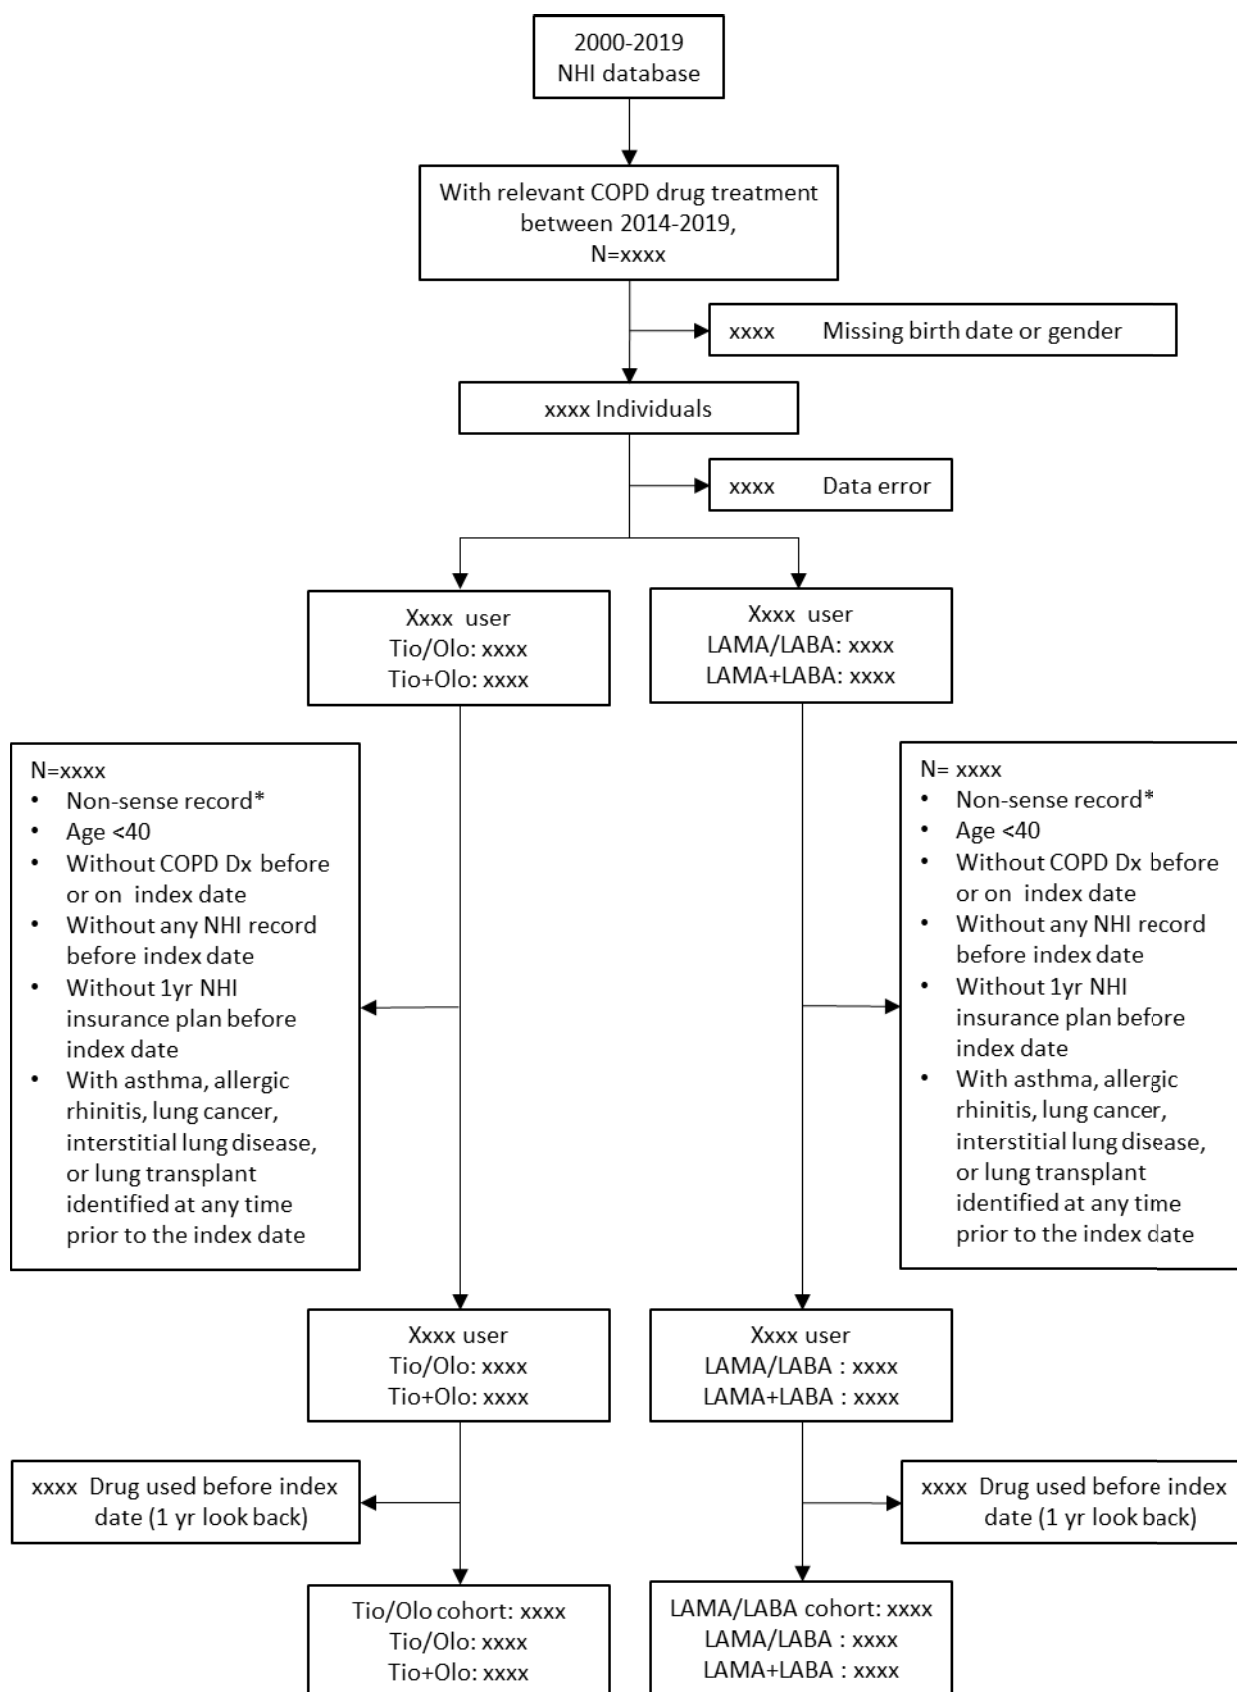 2000-2019
NHI database
With relevant COPD drug treatment
between 2014-2019,
N=xxxx
xxxx Missing birth date or gender
xxxx Individuals
xxxx Data error
Xxxx user
Tio/Olo: xxxx
Tio+Olo: xxxx
Xxxx user
LAMA/LABA: xxxx
LAMA+LABA: xxxx
N=xxxx
• Non-sense record*
• Age <40
• Without COPD Dx before
or on index date
• Without any NHI record
before index date
• Without 1yr NHI
insurance plan before
index date
• With asthma, allergic
rhinitis, lung cancer,
interstitial lung disease,
or lung transplant
identified at any time
prior to the index date
N= xxxx
• Non-sense record*
• Age <40
• Without COPD Dx before
or on index date
• Without any NHI record
before index date
• Without 1yr NHI
insurance plan before
index date
• With asthma, allergic
rhinitis, lung cancer,
interstitial lung disease,
or lung transplant
identified at any time
prior to the index date
Xxxx user
Tio/Olo: xxxx
Tio+Olo: xxxx
Xxxx user
LAMA/LABA : xxxx
LAMA+LABA : xxxx
xxxx Drug used before index
date (1 yr look back)
xxxx Drug used before index
date (1 yr look back)
Tio/Olo cohort: xxxx
Tio/Olo: xxxx
Tio+Olo: xxxx
LAMA/LABA cohort: xxxx
LAMA/LABA : xxxx
LAMA+LABA : xxxx